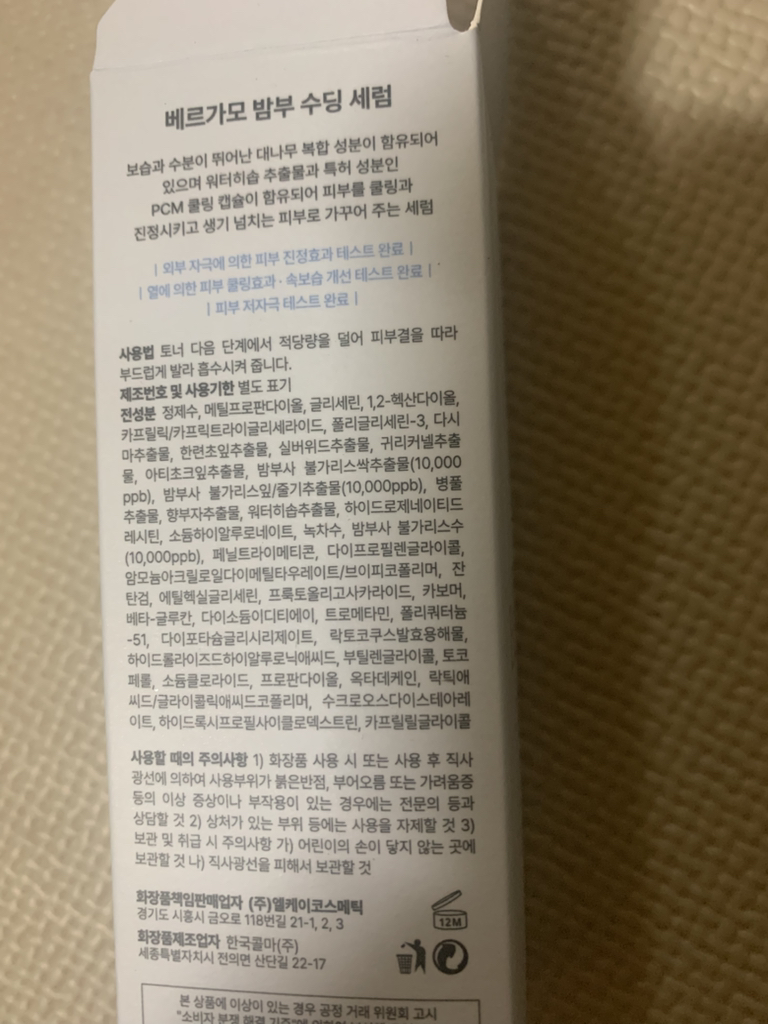 베르가모 밤부 수딩 세럼
보습과 수분이 뛰어난 대나무 복합 성분이 함유되어
있으며 워터히솝 추출물과 특허 성분인
PCM 쿨링 캡슐이 함유되어 피부를 쿨링과
진정시키고 생기 넘치는 피부로 가꾸어 주는 세럼
| 외부 자극에 의한 피부 진정효과 테스트 완료 |
| 열에 의한 피부 쿨링효과 · 속보습 개선 테스트 완료 |
| 피부 저자극 테스트 완료 |
사용법 토너 다음 단계에서 적당량을 덜어 피부결을 따라
부드럽게 발라 흡수시켜 줍니다.
제조번호 및 사용기한 별도 표기
전성분 정제수, 메틸프로판다이올, 글리세린, 1,2-헥산다이올,
카프릴릭/카프릭트라이글리세라이드, 폴리글리세린-3, 다시
마추출물, 한련초잎추출물, 실버위드추출물, 귀리커넬추출
물, 아티초크잎추출물, 밤부사 불가리스싹추출물(10,000
ppb), 밤부사 불가리스잎/줄기추출물(10,000ppb), 병풀
추출물, 향부자추출물, 워터히솝추출물, 하이드로제네이티드
레시틴, 소듐하이알루로네이트, 녹차수, 밤부사 불가리스수
(10,000ppb), 페닐트라이메티콘, 다이프로필렌글라이콜,
암모늄아크릴로일다이메틸타우레이트/브이피코폴리머, 잔
탄검, 에틸헥실글리세린, 프룩토올리고사카라이드, 카보머,
베타-글루칸, 다이소듐이디티에이, 트로메타민, 폴리쿼터늄
-51, 다이포타슘글리시리제이트, 락토코쿠스발효용해물,
하이드롤라이즈드하이알루로닉애씨드, 부틸렌글라이콜, 토코
페롤, 소듐클로라이드, 프로판다이올, 옥타데케인, 락틱애
씨드/글라이콜릭애씨드코폴리머, 수크로오스다이스테아레
이트, 하이드록시프로필사이클로덱스트린, 카프릴릴글라이콜
사용할 때의 주의사항 1) 화장품 사용 시 또는 사용 후 직사
광선에 의하여 사용부위가 붉은반점, 부어오름 또는 가려움증
등의 이상 증상이나 부작용이 있는 경우에는 전문의 등과
상담할 것 2) 상처가 있는 부위 등에는 사용을 자제할 것 3)
보관 및 취급 시 주의사항 가) 어린이의 손이 닿지 않는 곳에
보관할 것 나) 직사광선을 피해서 보관할 것
화장품책임판매업자 (주)엘케이코스메틱
경기도 시흥시 금오로 118번길 21-1, 2, 3
화장품제조업자 한국콜마(주)
세종특별자치시 전의면 산단길 22-17
12M
본 상품에 이상이 있는 경우 공정 거래 위원회 고시
"소비자 분쟁 해결 기준"에 의하여